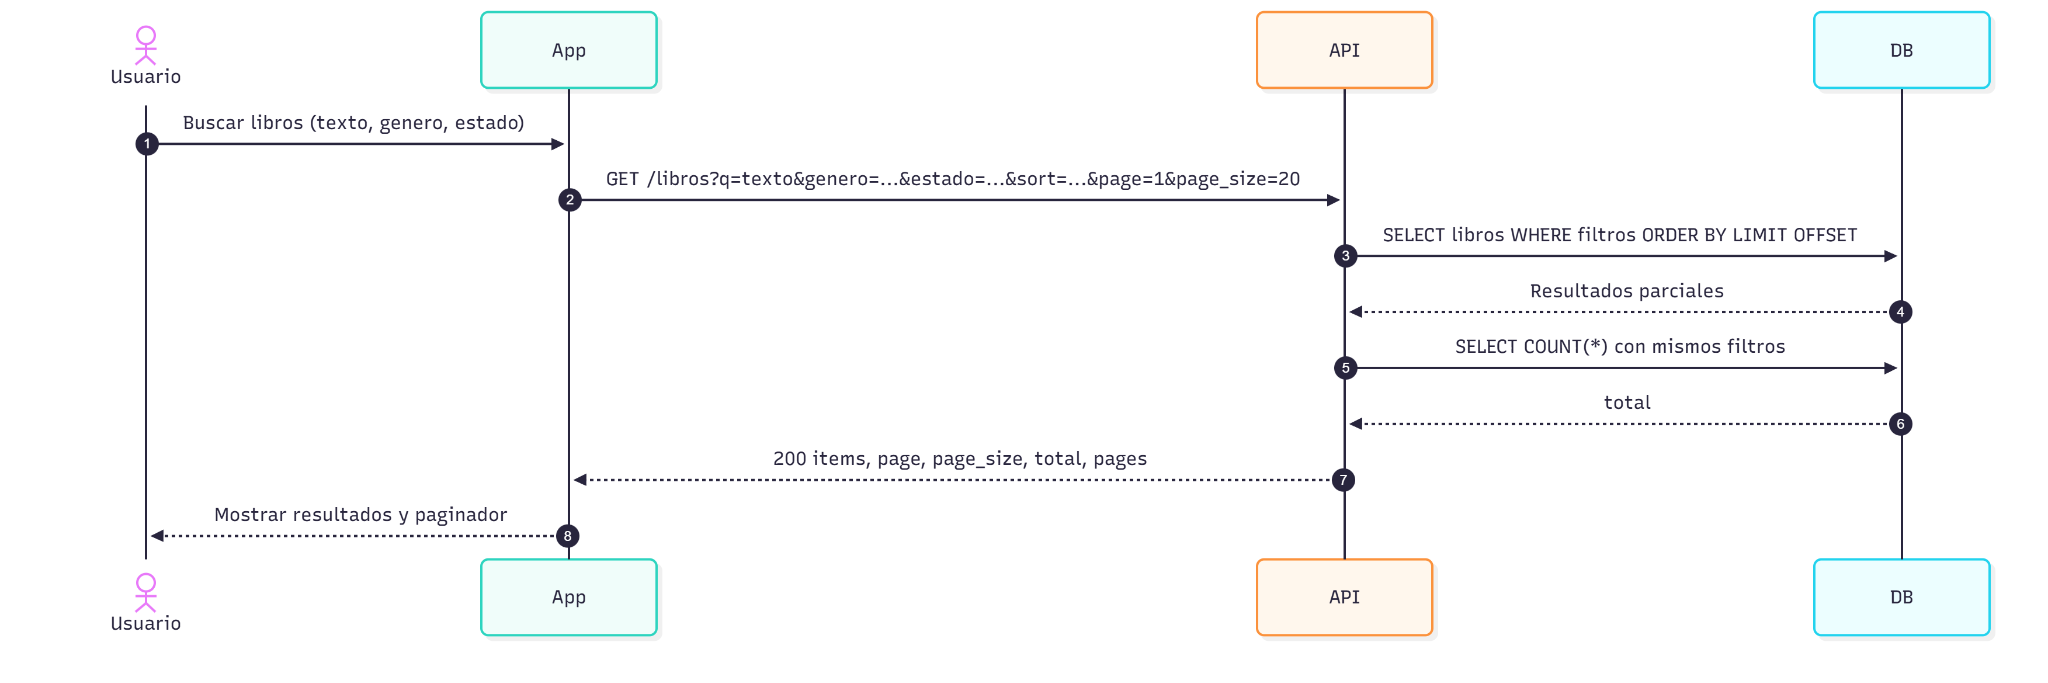 Usuario
App
API
DB
Buscar libros (texto, genero, estado)
1
GET /libros?q=texto&genero=...&estado=...&sort=...&page=1&page_size=20
2
SELECT libros WHERE filtros ORDER BY LIMIT OFFSET
3
Resultados parciales
4
SELECT COUNT(*) con mismos filtros
5
total
6
200 items, page, page_size, total, pages
7
Mostrar resultados y paginador
8
Usuario
App
API
DB